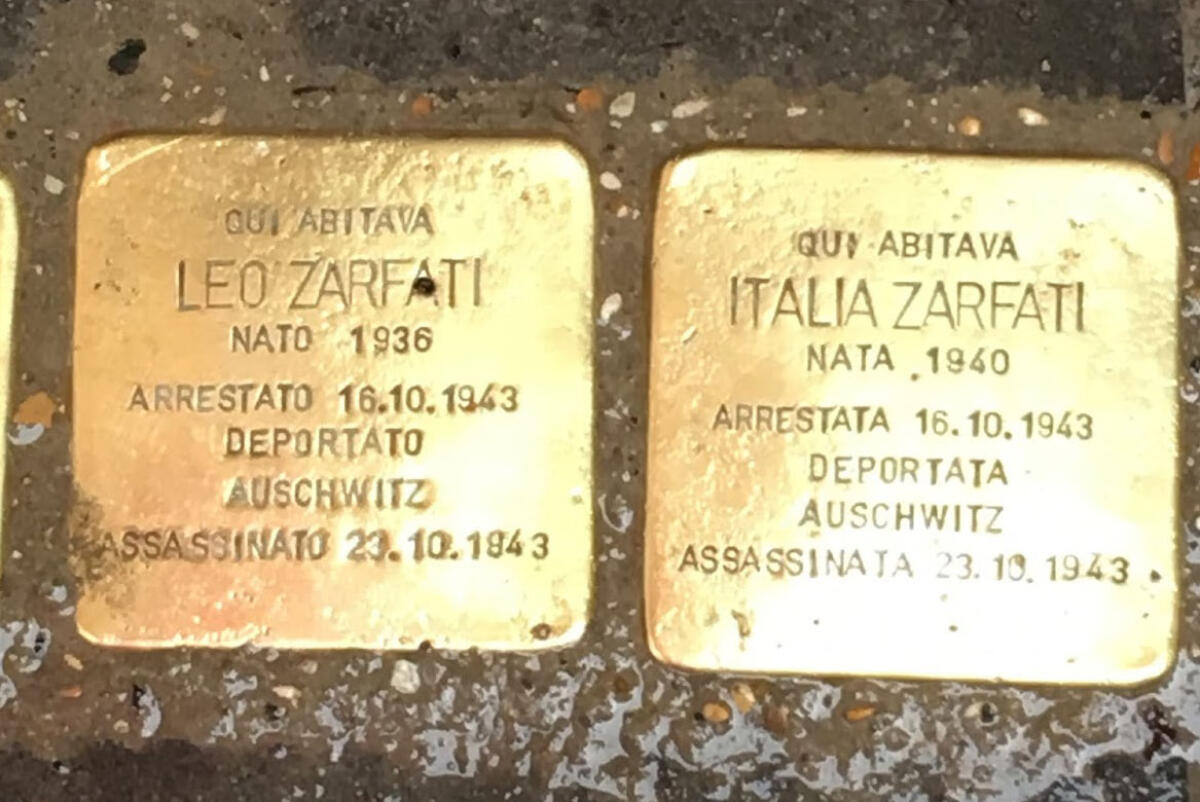 QUI ABITAVA
LEO ZARFATI
NATO 1936
ARRESTATO 16.10.1943
DEPORTATO
AUSCHWITZ
ASSASSINATO 23.10.1943
QUI ABITAVA
ITALIA ZARFATI
NATA 1940
ARRESTATA 16.10.1943
DEPORTATA
AUSCHWITZ
ASSASSINATA 23.10.1943